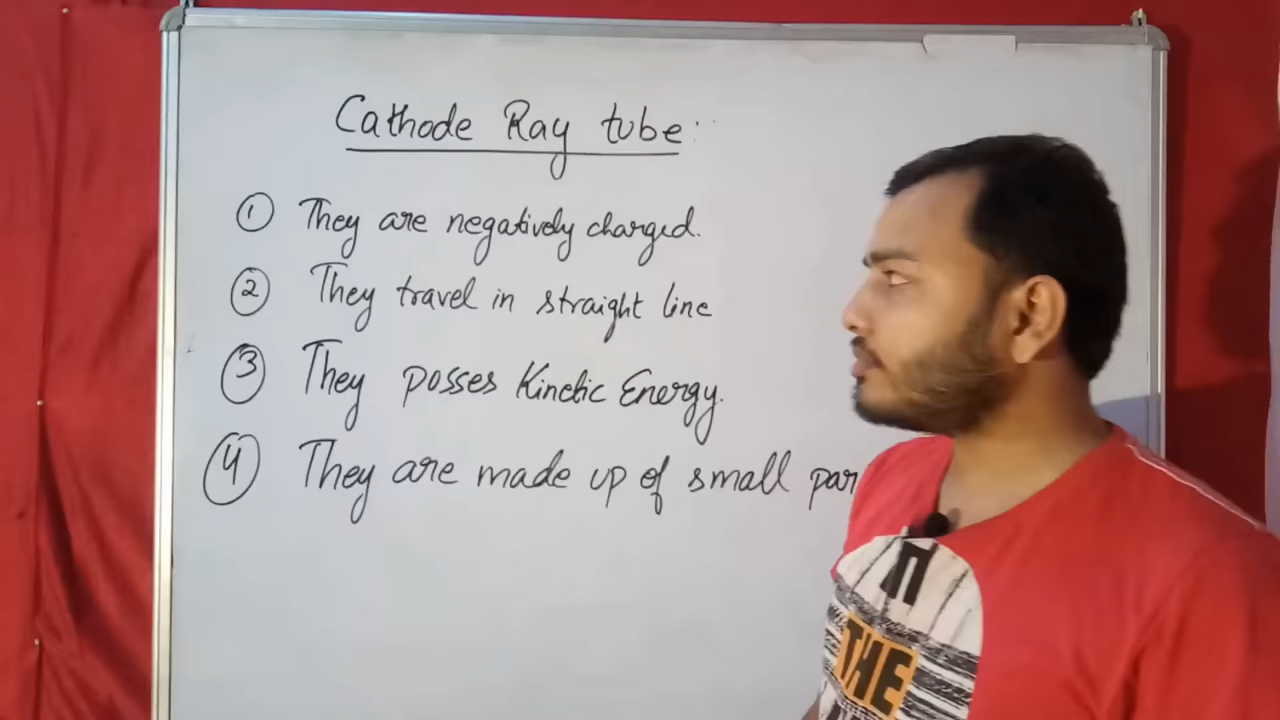 Cathode Ray tube:
① They are negatively charged.
② They travel in straight line
③ They posses Kinetic Energy.
④ They are made up of small par
THE